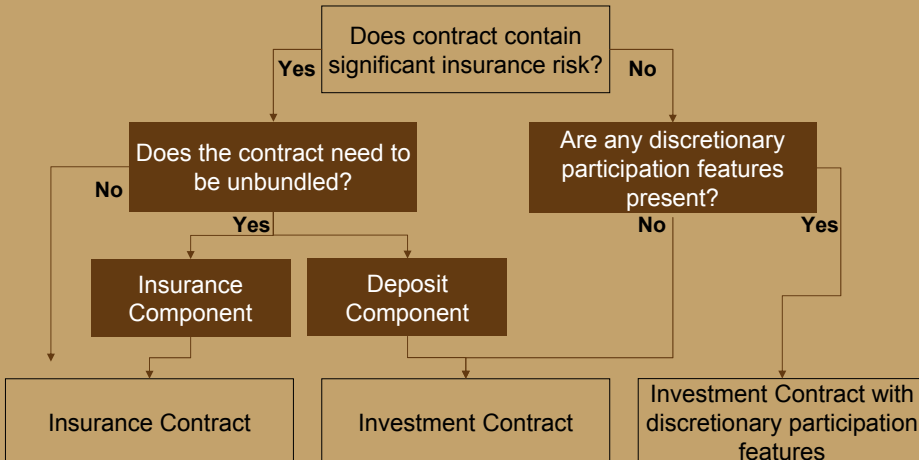 Does contract contain
significant insurance risk?
Yes
No
Does the contract need to
be unbundled?
Are any discretionary
participation features
present?
No
Yes
No
Yes
Insurance
Component
Deposit
Component
Insurance Contract
Investment Contract
Investment Contract with
discretionary participation
features